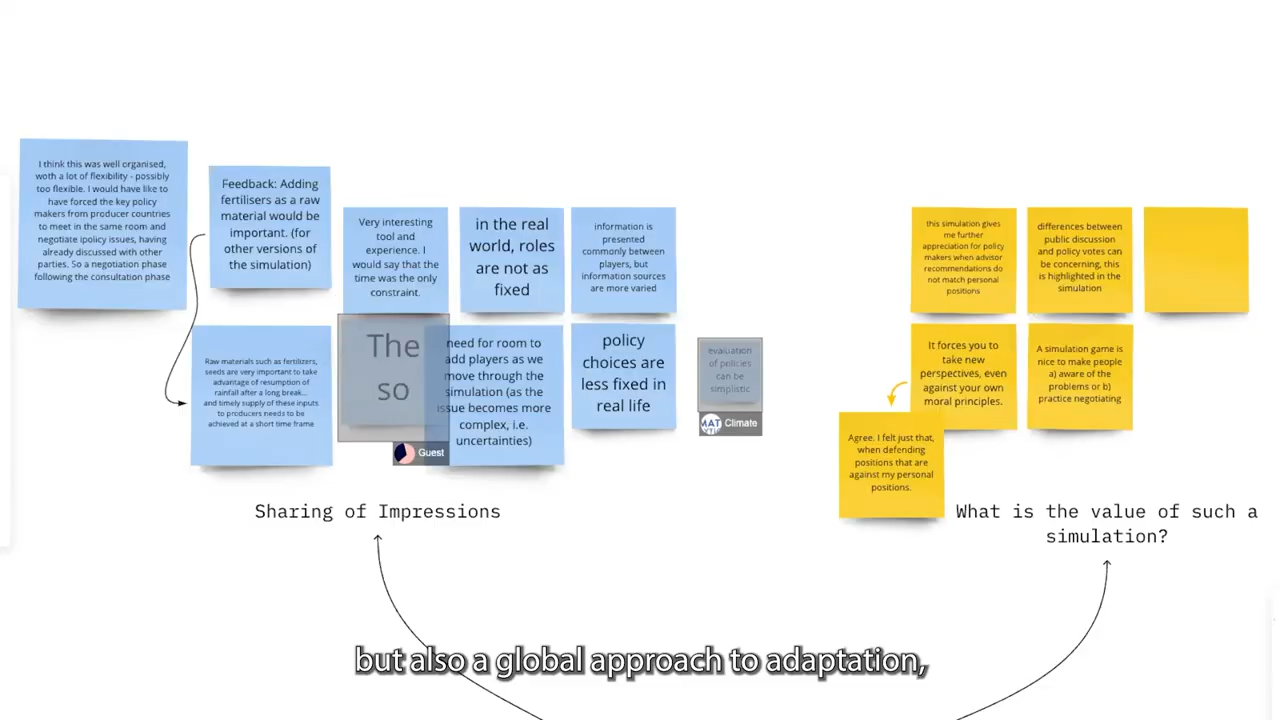 I think this was well organised,
woth a lot of flexibility - possibly
too flexible. I would have like to
have forced the key policy
makers from producer countries
to meet in the same room and
negotiate ipolicy issues, having
already discussed with other
parties. So a negotiation phase
following the consultation phase
Feedback: Adding
fertilisers as a raw
material would be
important. (for
other versions of
the simulation)
Very interesting
tool and
experience. I
would say that the
time was the only
constraint.
in the real
world, roles
are not as
fixed
information is
presented
commonly between
players, but
information sources
are more varied
Raw materials such as fertilizers,
seeds are very important to take
advantage of resumption of
rainfall after a long break...
and timely supply of these inputs
to producers needs to be
achieved at a short time frame
The
so
Guest
need for room to
add players as we
move through the
simulation (as the
issue becomes more
complex, i.e.
uncertainties)
policy
choices are
less fixed in
real life
evaluation
of policies
can be
simplistic
Climate
Sharing of Impressions
this simulation gives
me further
appreciation for policy
makers when advisor
recommendations do
not match personal
positions
differences between
public discussion
and policy votes can
be concerning, this
is highlighted in the
simulation
It forces you to
take new
perspectives, even
against your own
moral principles.
A simulation game is
nice to make people
a) aware of the
problems or b)
practice negotiating
Agree. I felt just that,
when defending
positions that are
against my personal
positions.
What is the value of such a
simulation?
but also a global approach to adaptation,